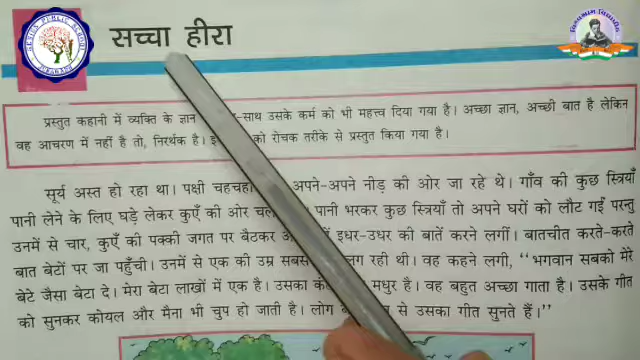 सच्चा हीरा
प्रस्तुत कहानी में व्यक्ति के ज्ञान -साथ उसके कर्म को भी महत्त्व दिया गया है। अच्छा ज्ञान, अच्छी बात है लेकिन
वह आचरण में नहीं है तो, निरर्थक है। को रोचक तरीके से प्रस्तुत किया गया है।
सूर्य अस्त हो रहा था। पक्षी अपने-अपने नीड़ की ओर जा रहे थे। गाँव की कुछ स्त्रियाँ
पानी लेने के लिए घड़े लेकर कुएँ की ओर पानी भरकर कुछ स्त्रियाँ तो अपने घरों को लौट गईं परन्तु
उनमें से चार, कुएँ की पक्की जगत पर बैठकर इधर-उधर की बातें करने लगीं। बातचीत करते-करते
बात बेटों पर जा पहुँची। उनमें से एक की उम्र लग रही थी। वह कहने लगी, “भगवान सबको मेरे
बेटे जैसा बेटा दे। मेरा बेटा लाखों में एक है। उसका मधुर है। वह बहुत अच्छा गाता है। उसके गीत
को सुनकर कोयल और मैना भी चुप हो जाती है। लोग से उसका गीत सुनते हैं।”